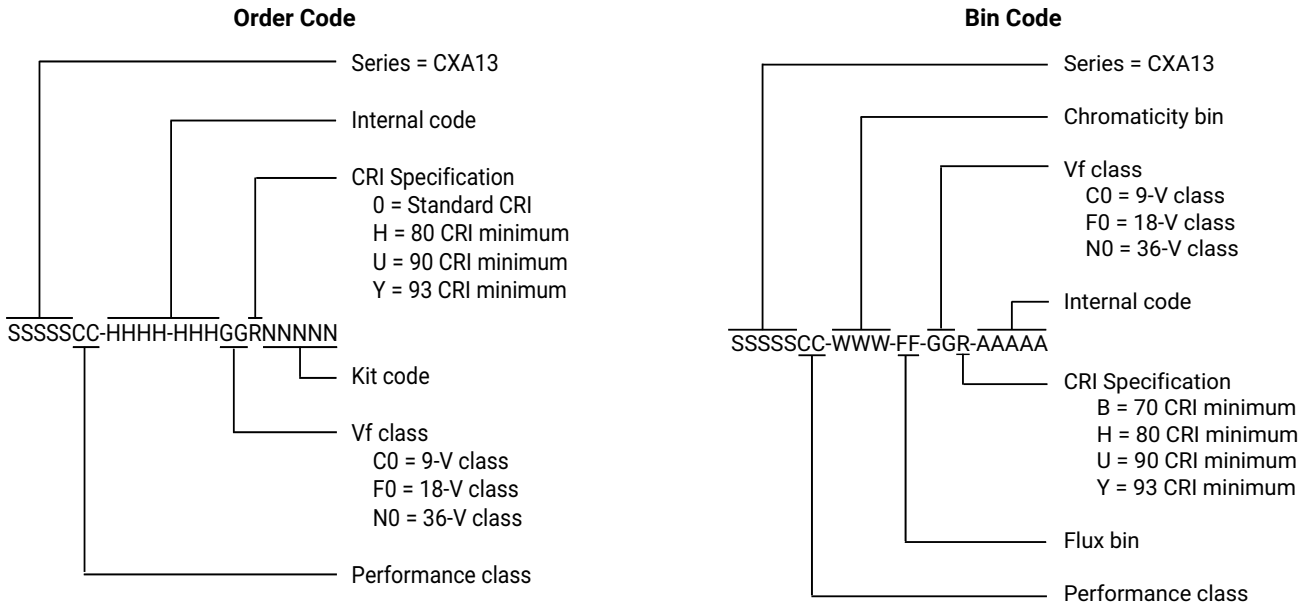 Order Code
Series = CXA13
Internal code
CRI Specification
0 = Standard CRI
H = 80 CRI minimum
U = 90 CRI minimum
Y = 93 CRI minimum
SSSSSCC-HHHH-HHHGGRNNNNN
Kit code
Vf class
C0 = 9-V class
F0 = 18-V class
N0 = 36-V class
Performance class
Bin Code
Series = CXA13
Chromaticity bin
Vf class
C0 = 9-V class
F0 = 18-V class
N0 = 36-V class
Internal code
SSSSSCC-WWW-FF-GGR-AAAAA
CRI Specification
B = 70 CRI minimum
H = 80 CRI minimum
U = 90 CRI minimum
Y = 93 CRI minimum
Flux bin
Performance class